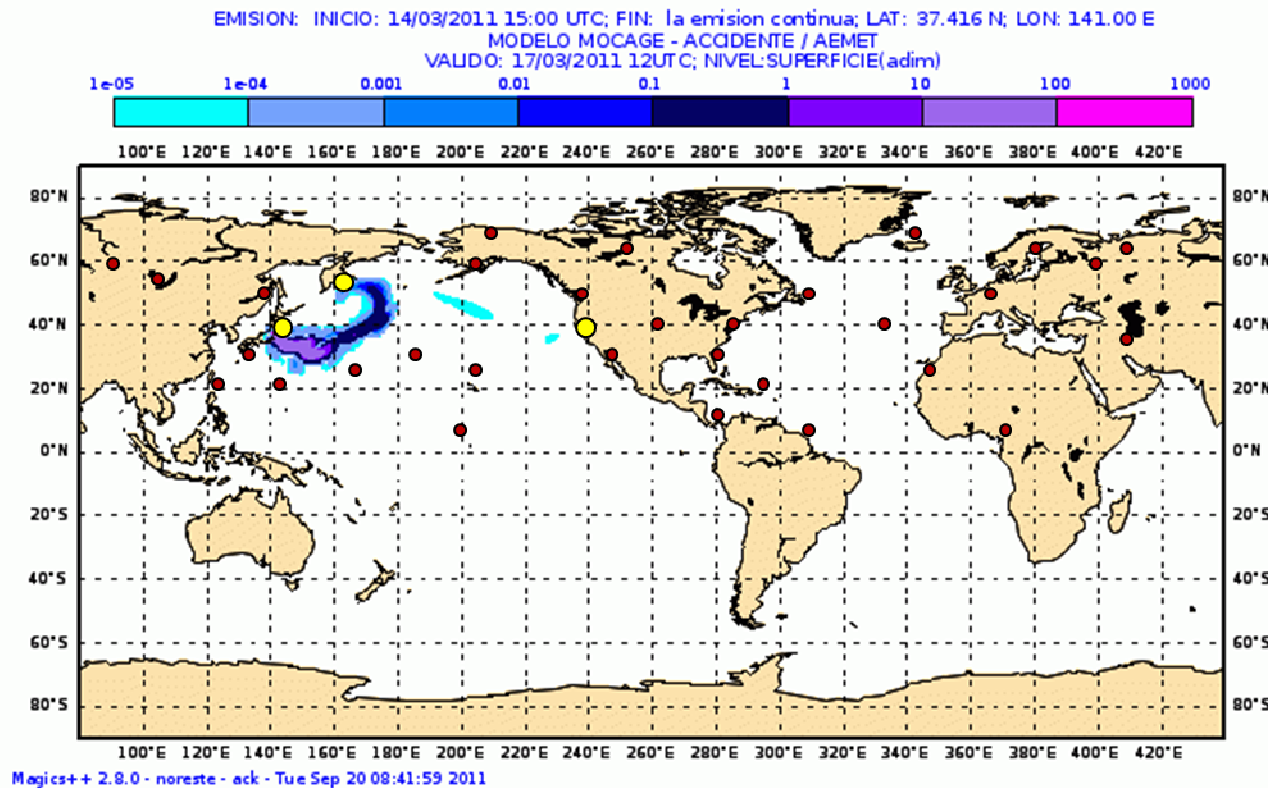 EMISION:  INICIO: 14/03/2011 15:00 UTC; FIN:  la emision continua; LAT: 37.416 N; LON: 141.00 E
MODELO MOCAGE - ACCIDENTE / AEMET
VALIDO: 17/03/2011 12UTC; NIVEL:SUPERFICIE(adim)
1e-05 1e-04 0.001 0.01 0.1 1 10 100 1000
100°E 120°E 140°E 160°E 180°E 200°E 220°E 240°E 260°E 280°E 300°E 320°E 340°E 360°E 380°E 400°E 420°E
80°N 80°N
60°N 60°N
40°N 40°N
20°N 20°N
0°N 0°N
20°S 20°S
40°S 40°S
60°S 60°S
80°S 80°S
100°E 120°E 140°E 160°E 180°E 200°E 220°E 240°E 260°E 280°E 300°E 320°E 340°E 360°E 380°E 400°E 420°E
Magics++ 2.8.0 - noreste - ack - Tue Sep 20 08:41:59 2011